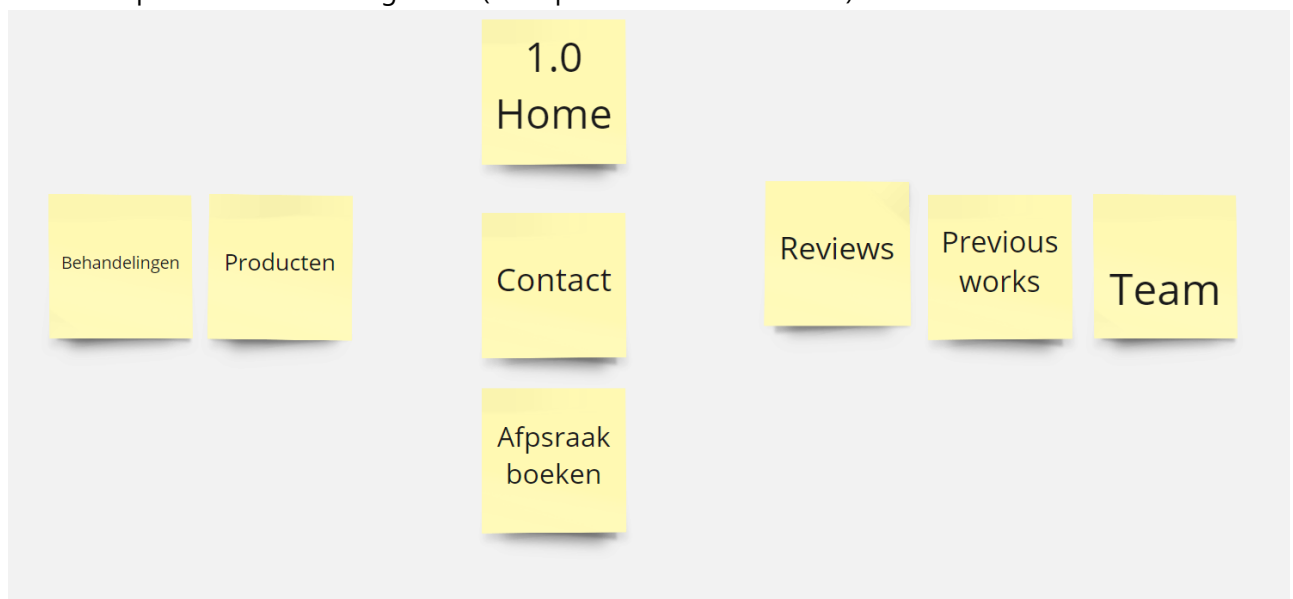 1.0
Home
Behandelingen
Producten
Contact
Reviews
Previous
works
Team
Afpsraak
boeken